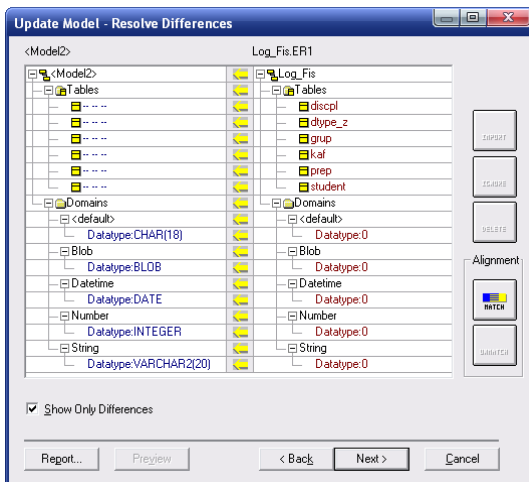 Update Model - Resolve Differences
<Model2> Log_Fis.ER1
<Model2> Log_Fis
Tables Tables
-- -- -- discpl
-- -- -- dtype_z
-- -- -- grup
-- -- -- kaf
-- -- -- prep
-- -- -- student
Domains Domains
<default> <default>
Datatype:CHAR(18) Datatype:0
Blob Blob
Datatype:BLOB Datatype:0
Datetime Datetime
Datatype:DATE Datatype:0
Number Number
Datatype:INTEGER Datatype:0
String String
Datatype:VARCHAR2(20) Datatype:0
IMPORT
IGNORE
DELETE
Alignment
MATCH
UNMATCH
Show Only Differences
Report... Preview < Back Next > Cancel